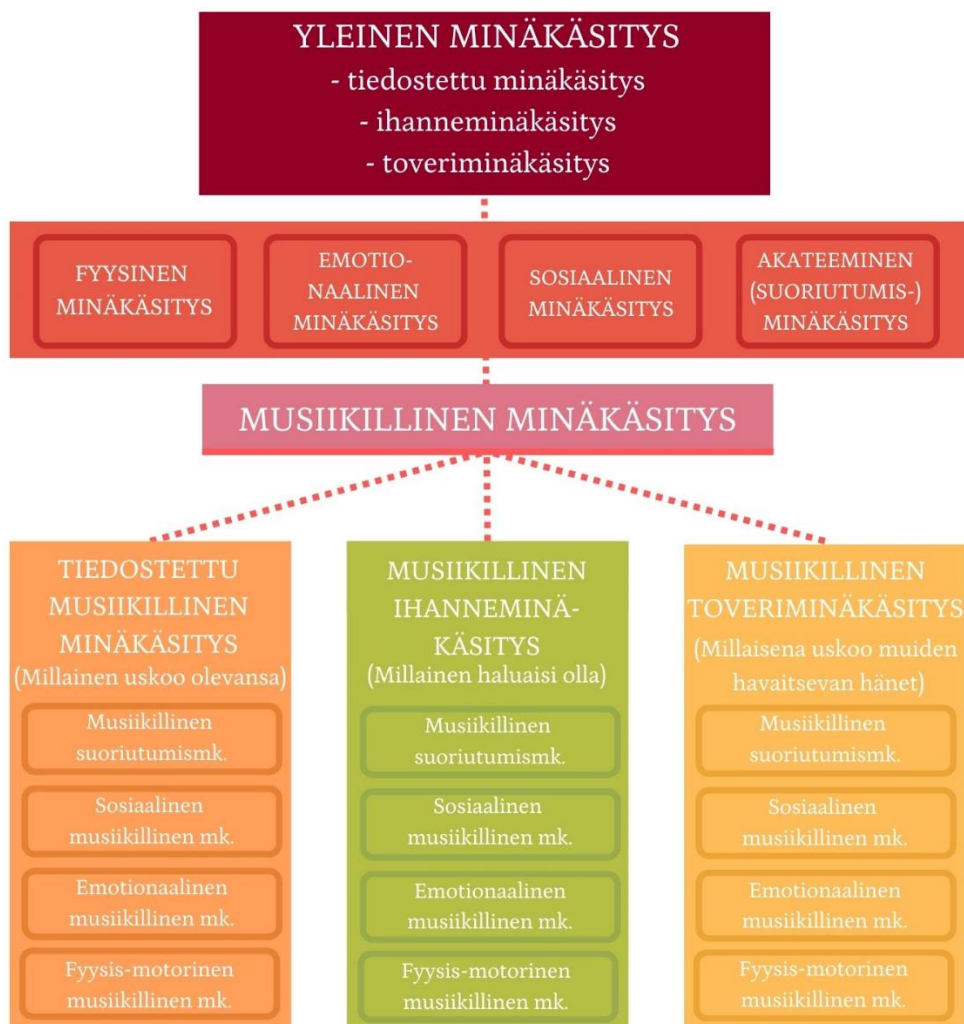 YLEINEN MINÄKÄSITYS
- tiedostettu minäkäsitys
- ihanneminäkäsitys
- toveriminäkäsitys
FYYSINEN
MINÄKÄSITYS
EMOTIO-
NAALINEN
MINÄKÄSITYS
SOSIAALINEN
MINÄKÄSITYS
AKATEEMINEN
(SUORIUTUMIS-)
MINÄKÄSITYS
MUSIIKILLINEN MINÄKÄSITYS
TIEDOSTETTU
MUSIIKILLINEN
MINÄKÄSITYS
(Millainen uskoo olevansa)
Musiikillinen
suoriutumismk.
Sosiaalinen
musiikillinen mk.
Emotionaalinen
musiikillinen mk.
Fyysis-motorinen
musiikillinen mk.
MUSIIKILLINEN
IHANNEMINÄ-
KÄSITYS
(Millainen haluaisi olla)
Musiikillinen
suoriutumismk.
Sosiaalinen
musiikillinen mk.
Emotionaalinen
musiikillinen mk.
Fyysis-motorinen
musiikillinen mk.
MUSIIKILLINEN
TOVERIMINÄKÄSITYS
(Millaisena uskoo muiden
havaitsevan hänet)
Musiikillinen
suoriutumismk.
Sosiaalinen
musiikillinen mk.
Emotionaalinen
musiikillinen mk.
Fyysis-motorinen
musiikillinen mk.